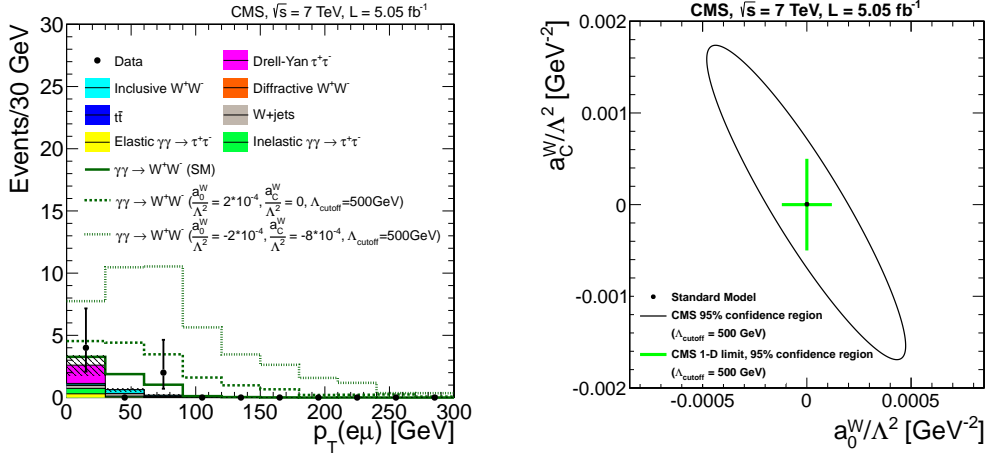 CMS, √s = 7 TeV, L = 5.05 fb⁻¹
Events/30 GeV
30
25
20
15
10
5
0
Data
Drell-Yan τ⁺τ⁻
Inclusive W⁺W⁻
Diffractive W⁺W⁻
tt̄
W+jets
Elastic γγ → τ⁺τ⁻
Inelastic γγ → τ⁺τ⁻
γγ → W⁺W⁻ (SM)
γγ → W⁺W⁻ (a₀ᵂ/Λ² = 2*10⁻⁴, a_Cᵂ/Λ² = 0, Λcutoff=500GeV)
γγ → W⁺W⁻ (a₀ᵂ/Λ² = -2*10⁻⁴, a_Cᵂ/Λ² = -8*10⁻⁴, Λcutoff=500GeV)
0 50 100 150 200 250 300
p_T(eμ) [GeV]
CMS, √s = 7 TeV, L = 5.05 fb⁻¹
a_Cᵂ/Λ² [GeV⁻²]
0.002
0.001
0
-0.001
-0.002
Standard Model
CMS 95% confidence region
(Λcutoff = 500 GeV)
CMS 1-D limit, 95% confidence region
(Λcutoff = 500 GeV)
-0.0005 0 0.0005
a₀ᵂ/Λ² [GeV⁻²]